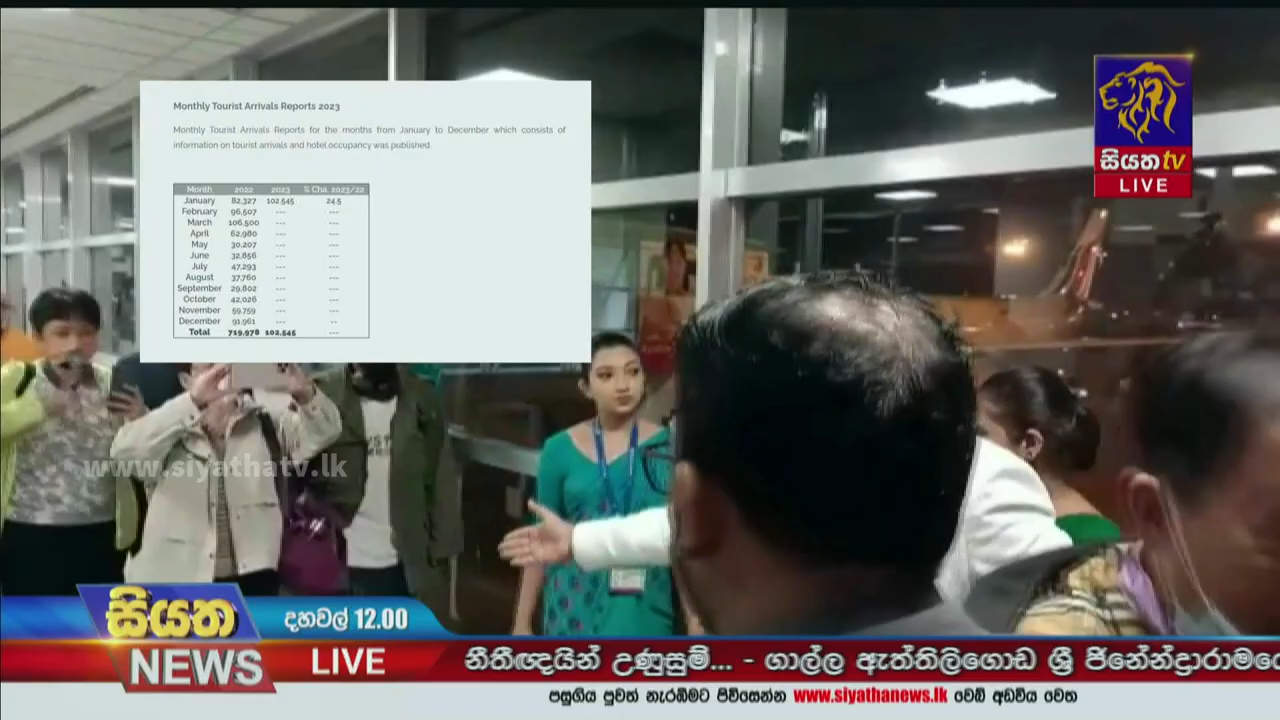 Monthly Tourist Arrivals Reports 2023
Monthly Tourist Arrivals Reports for the months from January to December which consists of
information on tourist arrivals and hotel occupancy was published.
Month 2022 2023 % Cha. 2023/22
January 82,327 102,545 24.5
February 96,507 --- ---
March 106,500 --- ---
April 62,980 --- ---
May 30,207 --- ---
June 32,856 --- ---
July 47,293 --- ---
August 37,760 --- ---
September 29,802 --- ---
October 42,026 --- ---
November 59,759 --- ---
December 91,961 --- --
Total 719,978 102,545 ---
සියත tv
LIVE
www.siyathatv.lk
සියත
NEWS
දහවල් 12.00
LIVE
නීතීඥයින් උණුසුම්... - ගාල්ල ඇත්තිලිගොඩ ශ්‍රී ජිනේන්ද්‍රාරාමයේ
පසුගිය පුවත් නැරඹීමට පිවිසෙන්න www.siyathanews.lk වෙබ් අඩවිය වෙත